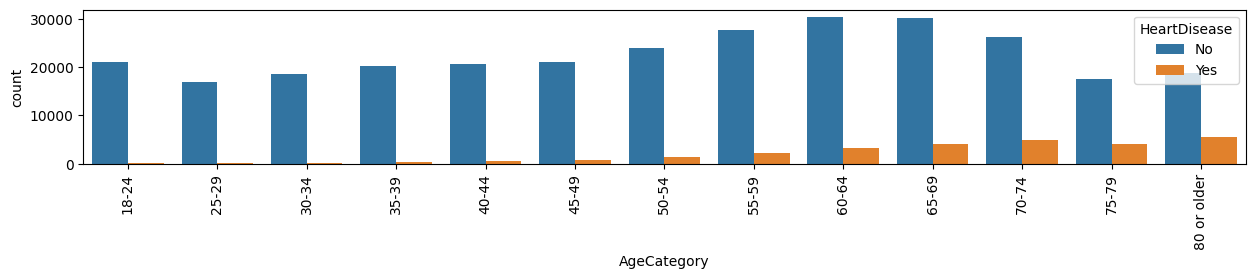 30000
20000
10000
0
count
HeartDisease
No
Yes
18-24
25-29
30-34
35-39
40-44
45-49
50-54
55-59
60-64
65-69
70-74
75-79
80 or older
AgeCategory